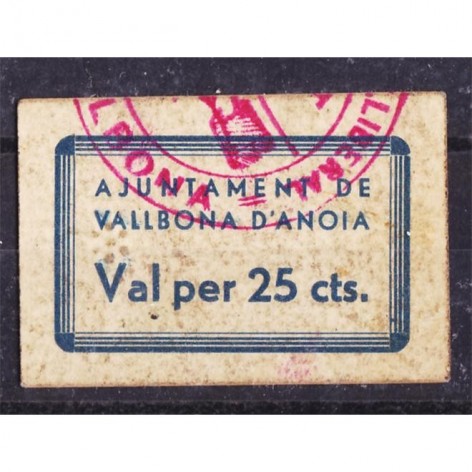 AJUNTAMENT DE
VALLBONA D'ANOIA
Val per 25 cts.